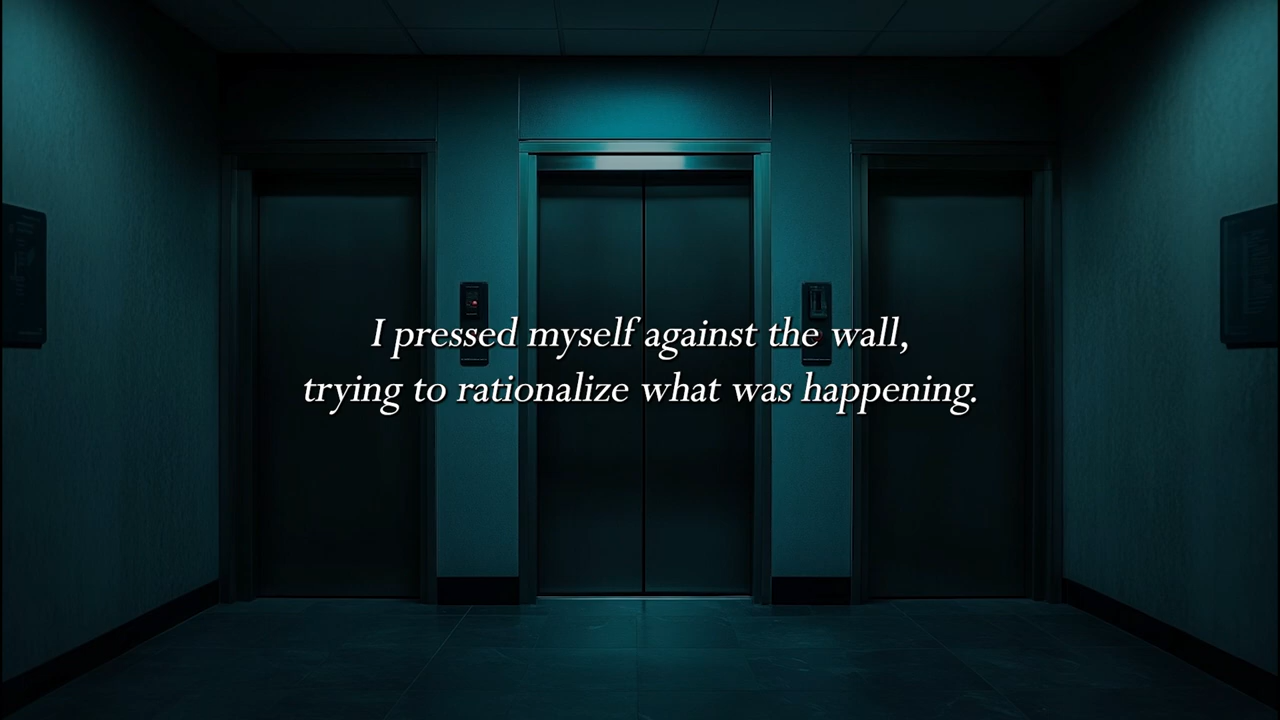 I pressed myself against the wall,
trying to rationalize what was happening.